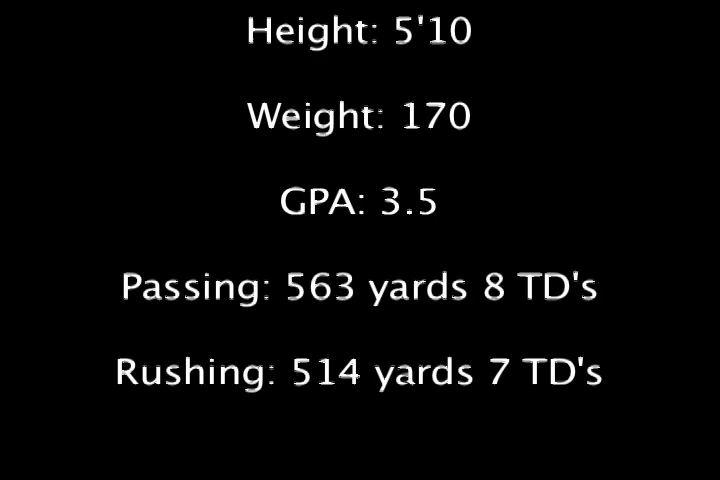 Height: 5'10
Weight: 170
GPA: 3.5
Passing: 563 yards 8 TD's
Rushing: 514 yards 7 TD's